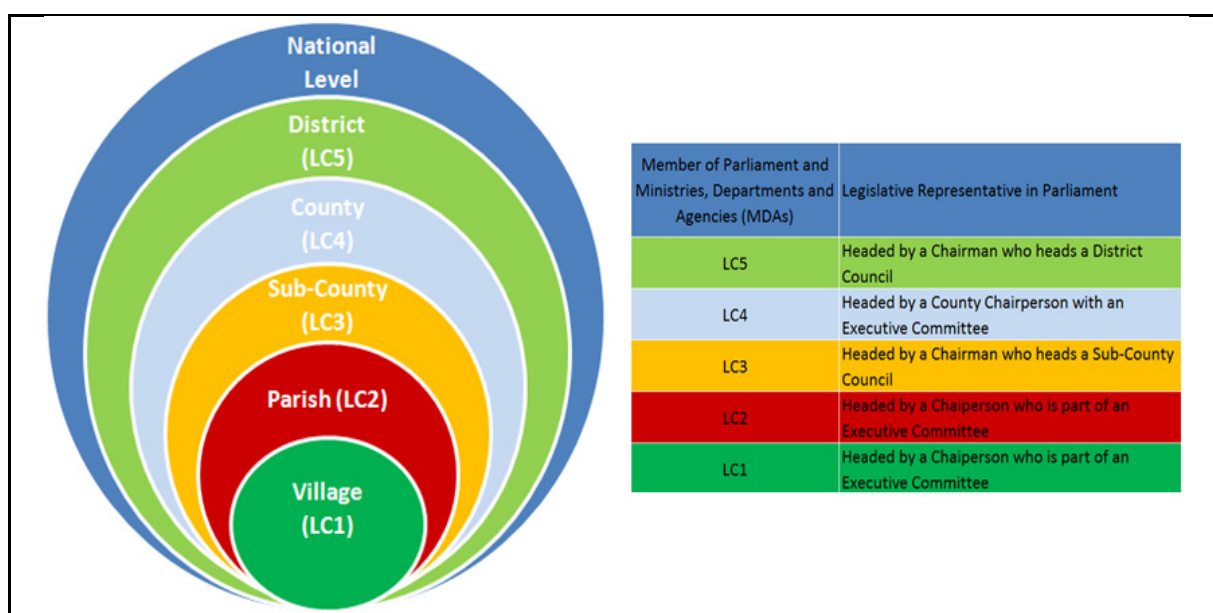 National
Level
District
(LC5)
County
(LC4)
Sub-County
(LC3)
Parish (LC2)
Village
(LC1)
Member of Parliament and
Ministries, Departments and
Agencies (MDAs)
Legislative Representative in Parliament
LC5
Headed by a Chairman who heads a District
Council
LC4
Headed by a County Chairperson with an
Executive Committee
LC3
Headed by a Chairman who heads a Sub-County
Council
LC2
Headed by a Chaiperson who is part of an
Executive Committee
LC1
Headed by a Chaiperson who is part of an
Executive Committee